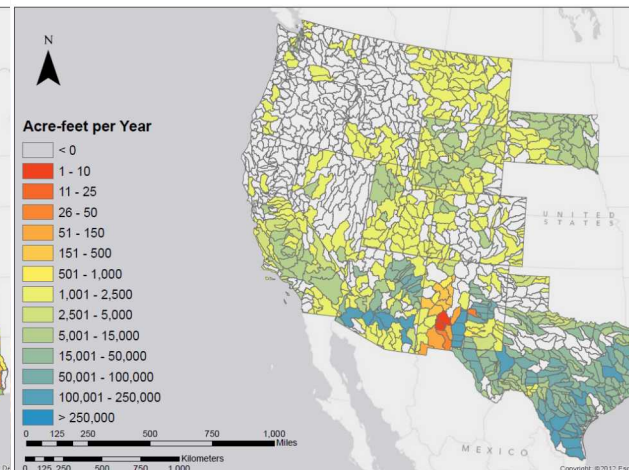 N
Acre-feet per Year
< 0
1 - 10
11 - 25
26 - 50
51 - 150
151 - 500
501 - 1,000
1,001 - 2,500
2,501 - 5,000
5,001 - 15,000
15,001 - 50,000
50,001 - 100,000
100,001 - 250,000
> 250,000
0 125 250 500 750 1,000
Miles
0 125 250 500 750 1,000
Kilometers
UNITED
STATES
MEXICO
Copyright: ©2012 Es